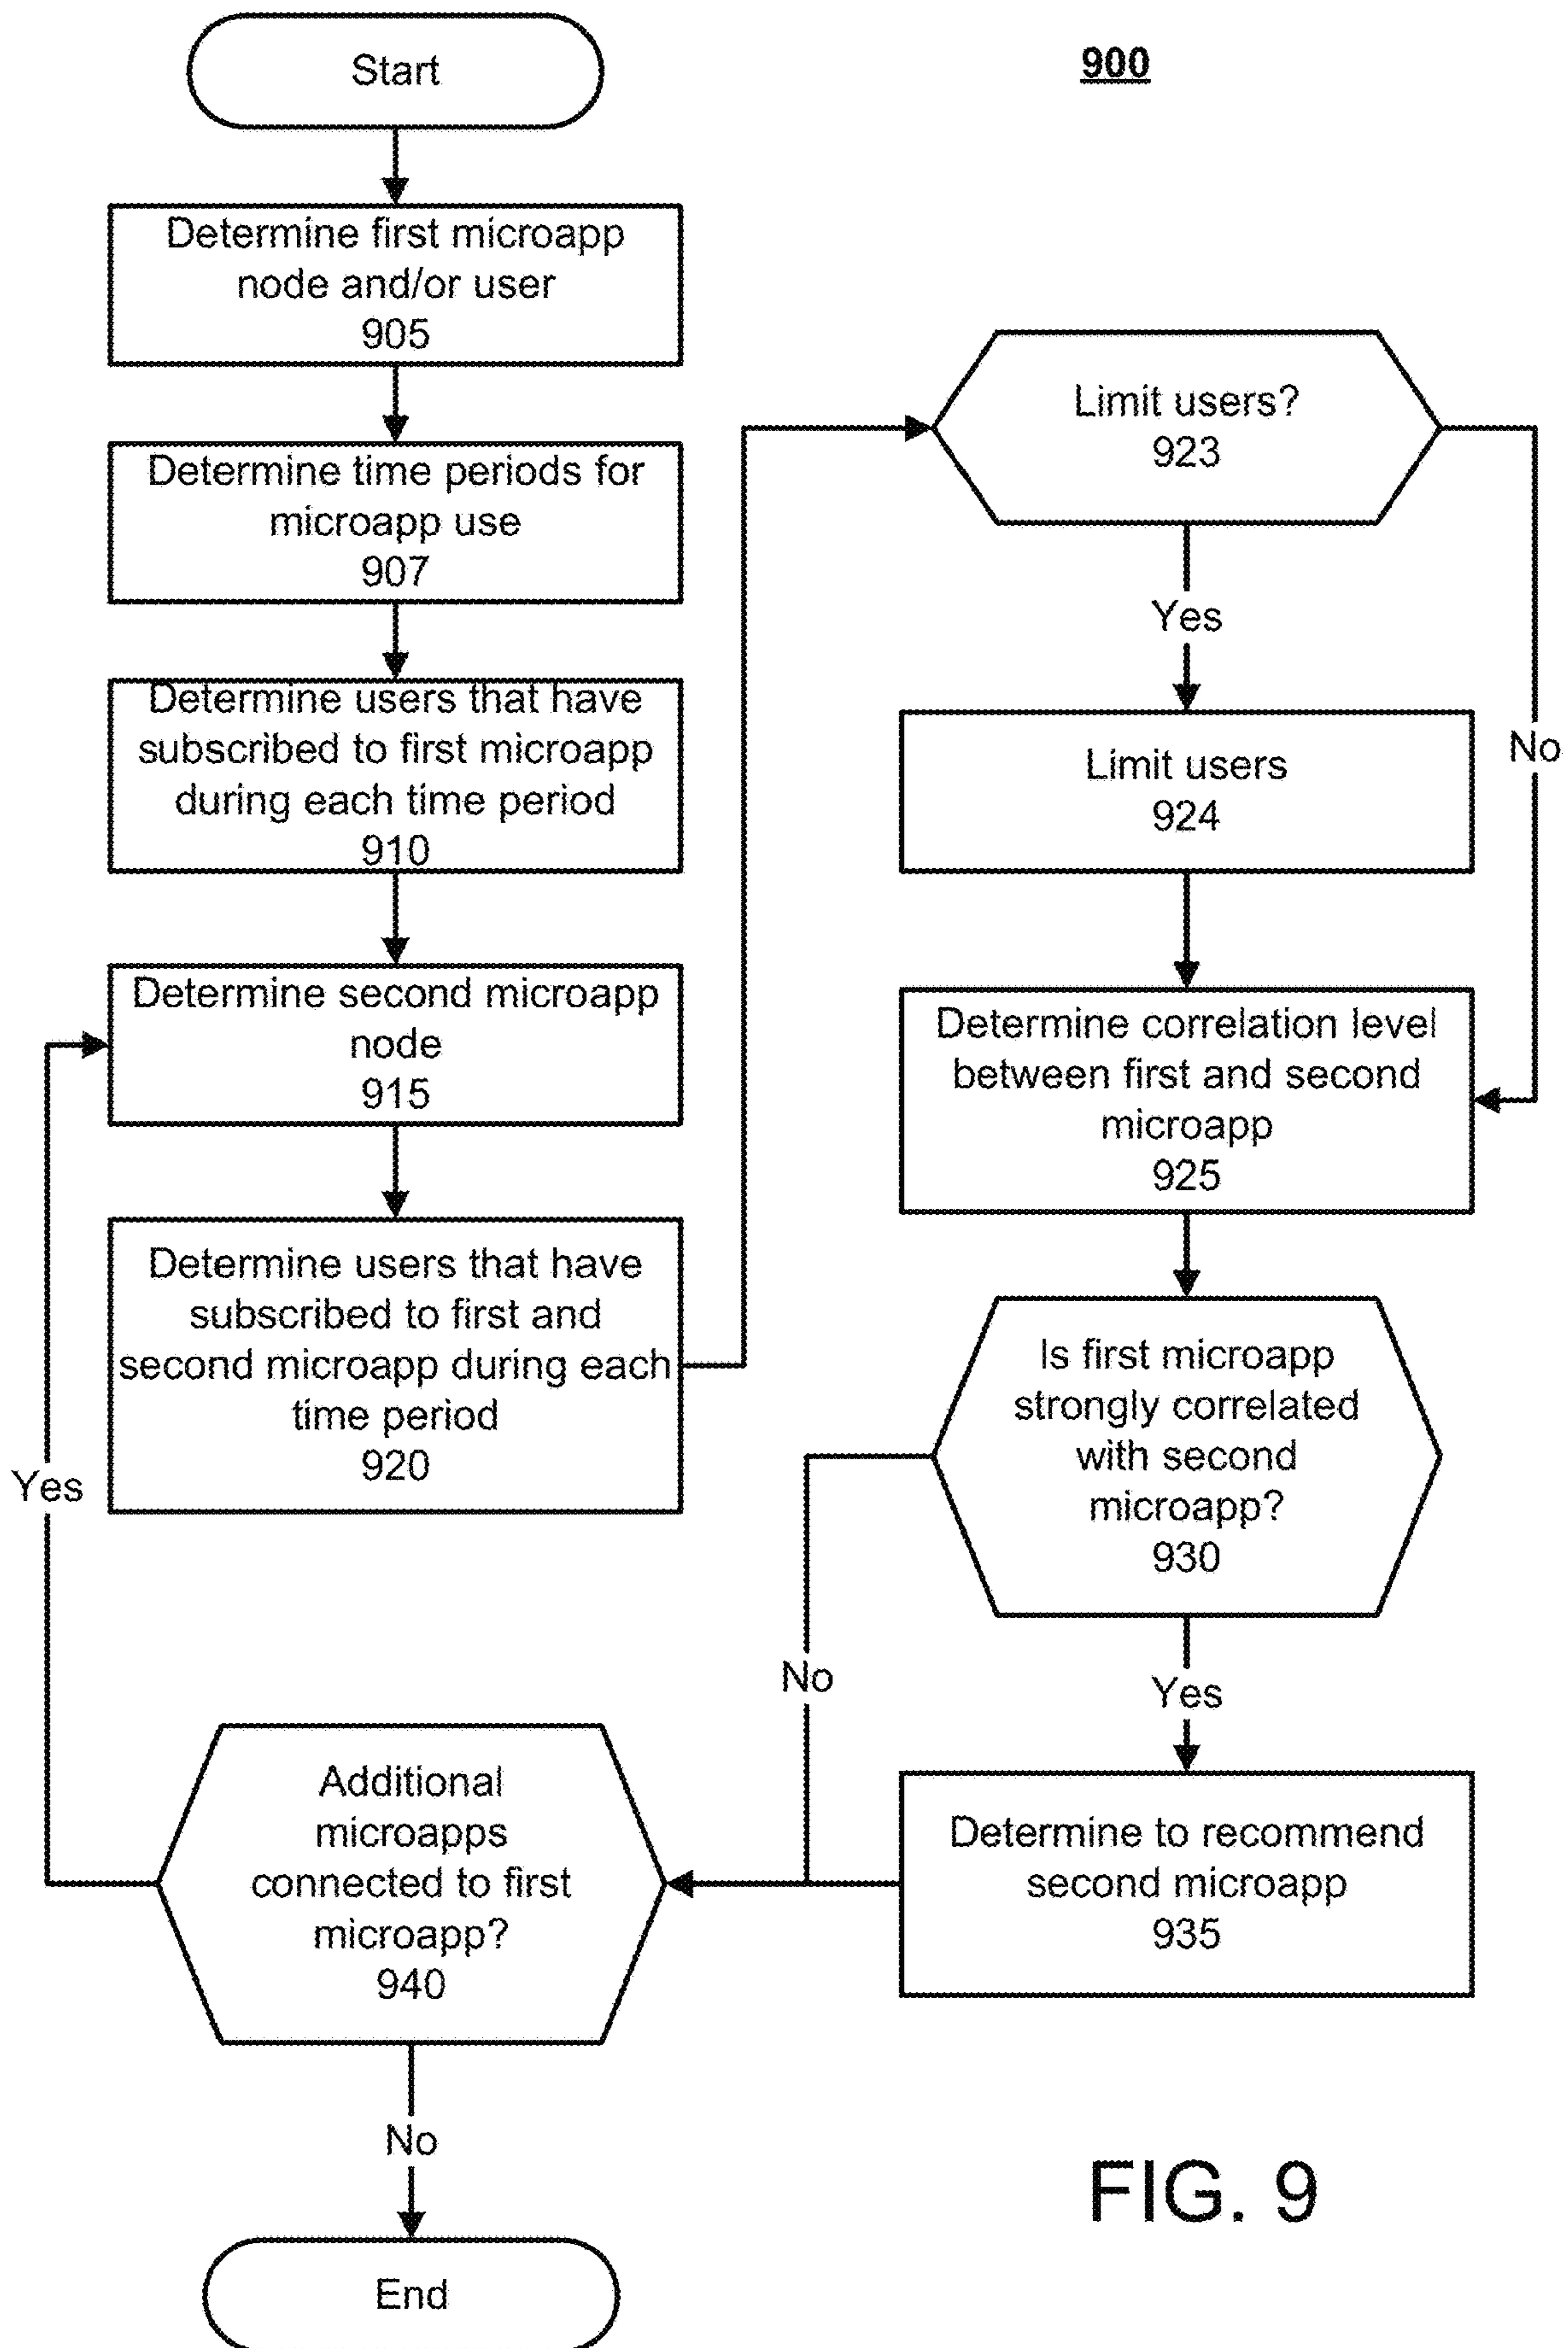 Start
900
Determine first microapp
node and/or user
905
Determine time periods for
microapp use
907
Determine users that have
subscribed to first microapp
during each time period
910
Determine second microapp
node
915
Determine users that have
subscribed to first and
second microapp during each
time period
920
Limit users?
923
Yes
No
Limit users
924
Determine correlation level
between first and second
microapp
925
Is first microapp
strongly correlated
with second
microapp?
930
No
Yes
Determine to recommend
second microapp
935
Additional
microapps
connected to first
microapp?
940
Yes
No
End
FIG. 9